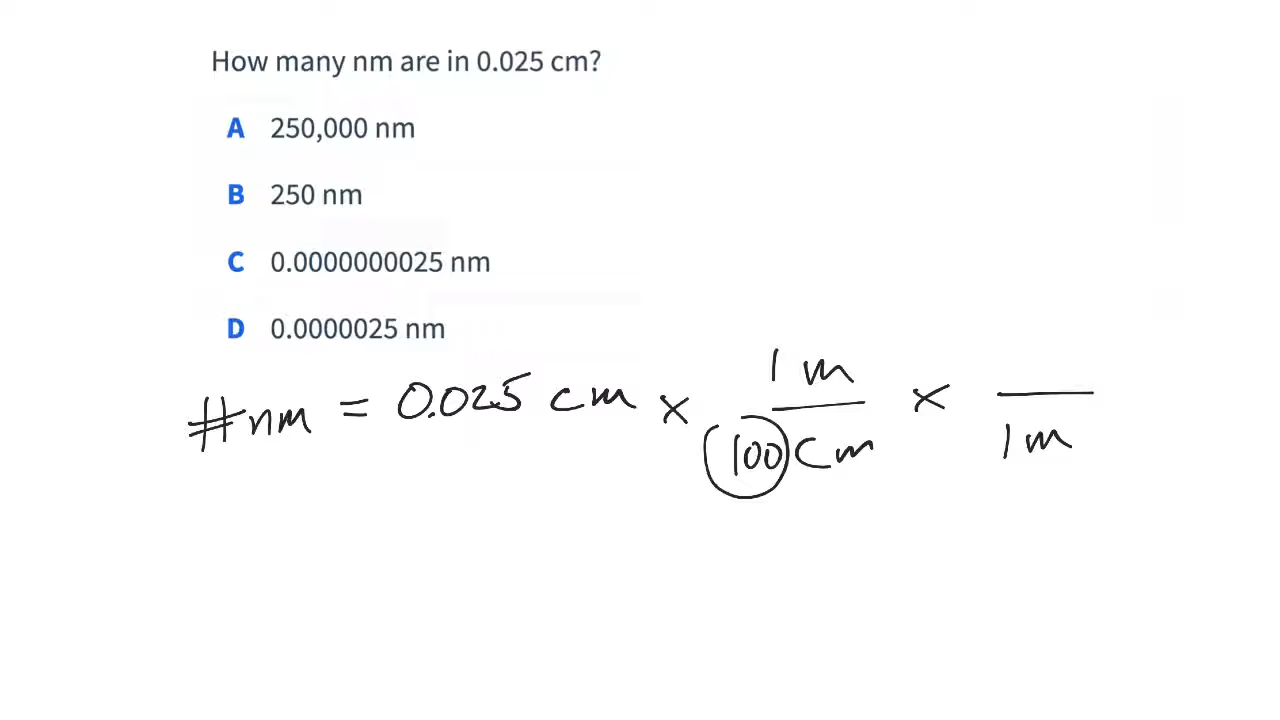 How many nm are in 0.025 cm?
A 250,000 nm
B 250 nm
C 0.0000000025 nm
D 0.0000025 nm
#nm = 0.025 cm × 1 m / 100 cm × / 1 m